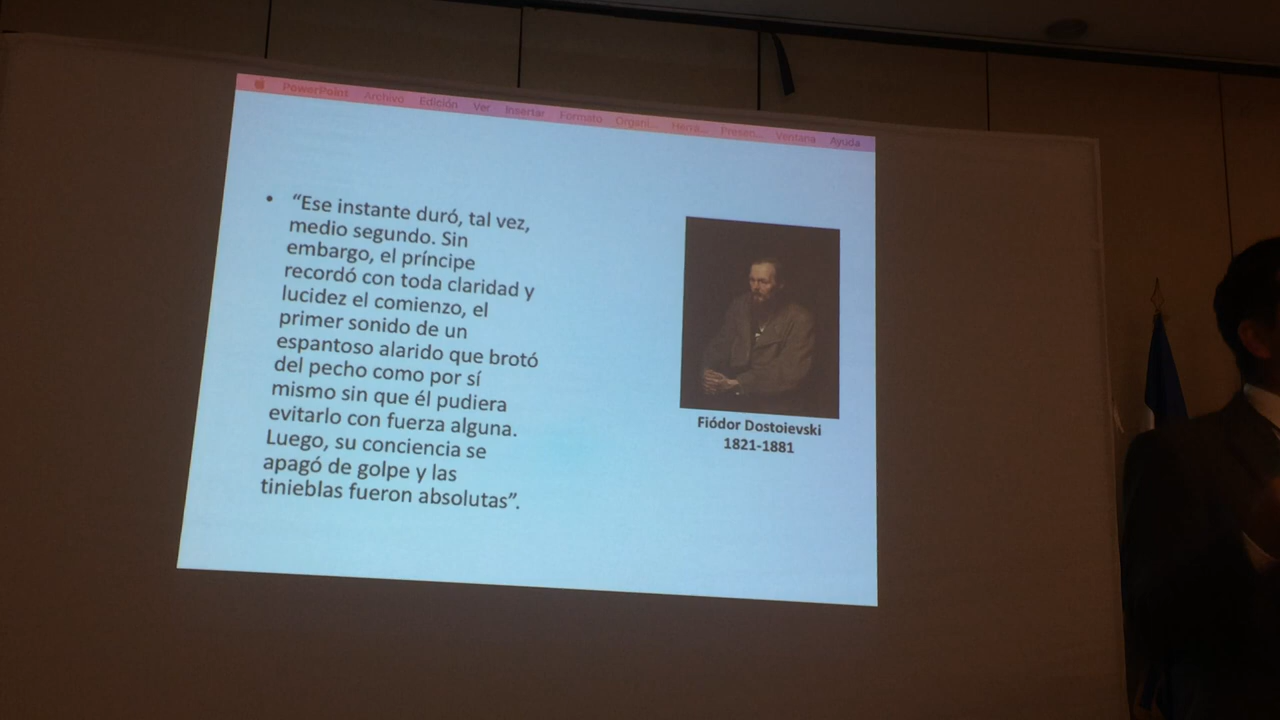 PowerPoint Archivo Edición Ver Insertar Formato Organi... Herra... Presen... Ventana Ayuda
• “Ese instante duró, tal vez,
medio segundo. Sin
embargo, el príncipe
recordó con toda claridad y
lucidez el comienzo, el
primer sonido de un
espantoso alarido que brotó
del pecho como por sí
mismo sin que él pudiera
evitarlo con fuerza alguna.
Luego, su conciencia se
apagó de golpe y las
tinieblas fueron absolutas”.
Fiódor Dostoievski
1821-1881